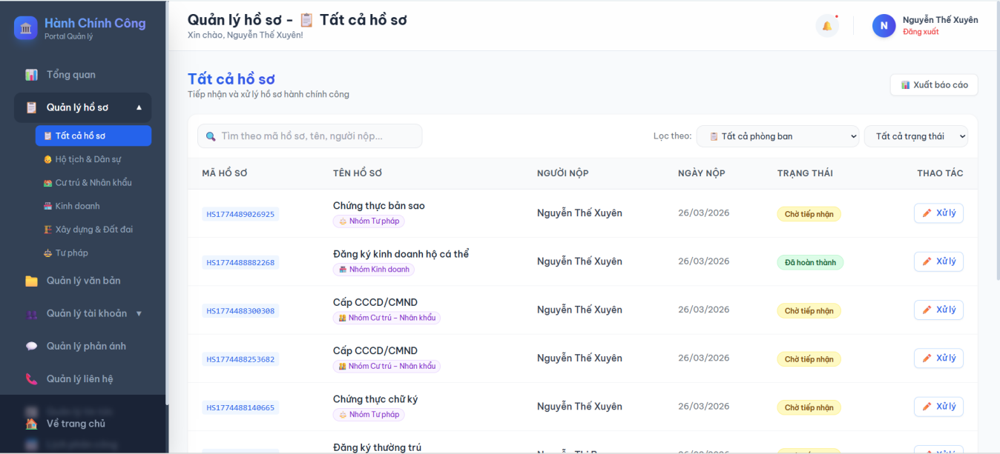 Hành Chính Công
Portal Quản lý
Tổng quan
Quản lý hồ sơ ▲
Tất cả hồ sơ
Hộ tịch & Dân sự
Cư trú & Nhân khẩu
Kinh doanh
Xây dựng & Đất đai
Tư pháp
Quản lý văn bản
Quản lý tài khoản ▼
Quản lý phản ánh
Quản lý liên hệ
Về trang chủ
Quản lý hồ sơ - 📋 Tất cả hồ sơ
Xin chào, Nguyễn Thế Xuyên!
N
Nguyễn Thế Xuyên
Đăng xuất
Tất cả hồ sơ
Tiếp nhận và xử lý hồ sơ hành chính công
Xuất báo cáo
Tìm theo mã hồ sơ, tên, người nộp...
Lọc theo: Tất cả phòng ban Tất cả trạng thái
MÃ HỒ SƠ TÊN HỒ SƠ NGƯỜI NỘP NGÀY NỘP TRẠNG THÁI THAO TÁC
HS1774489026925 Chứng thực bản sao Nguyễn Thế Xuyên 26/03/2026 Chờ tiếp nhận Xử lý
Nhóm Tư pháp
HS1774488882268 Đăng ký kinh doanh hộ cá thể Nguyễn Thế Xuyên 26/03/2026 Đã hoàn thành Xử lý
Nhóm Kinh doanh
HS1774488300308 Cấp CCCD/CMND Nguyễn Thế Xuyên 26/03/2026 Chờ tiếp nhận Xử lý
Nhóm Cư trú – Nhân khẩu
HS1774488253682 Cấp CCCD/CMND Nguyễn Thế Xuyên 26/03/2026 Chờ tiếp nhận Xử lý
Nhóm Cư trú – Nhân khẩu
HS1774488140665 Chứng thực chữ ký Nguyễn Thế Xuyên 26/03/2026 Chờ tiếp nhận Xử lý
Nhóm Tư pháp
Đăng ký thường trú